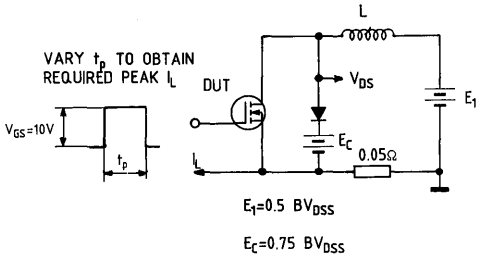 L
VARY tp TO OBTAIN
REQUIRED PEAK IL
DUT
VDS
E1
VGS=10V
EC
tp
IL
0.05Ω
E1=0.5 BVDSS
EC=0.75 BVDSS